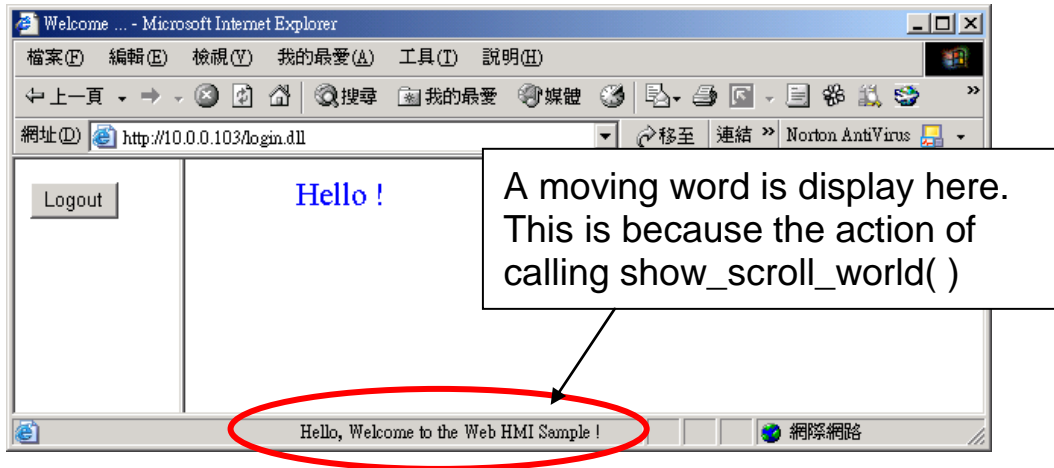 Welcome ... - Microsoft Internet Explorer
檔案(F) 編輯(E) 檢視(V) 我的最愛(A) 工具(T) 說明(H)
上一頁 搜尋 我的最愛 媒體 »
網址(D) http://10.0.0.103/login.dll 移至 連結 » Norton AntiVirus
Logout
Hello !
A moving word is display here.
This is because the action of
calling show_scroll_world( )
Hello, Welcome to the Web HMI Sample !
網際網路